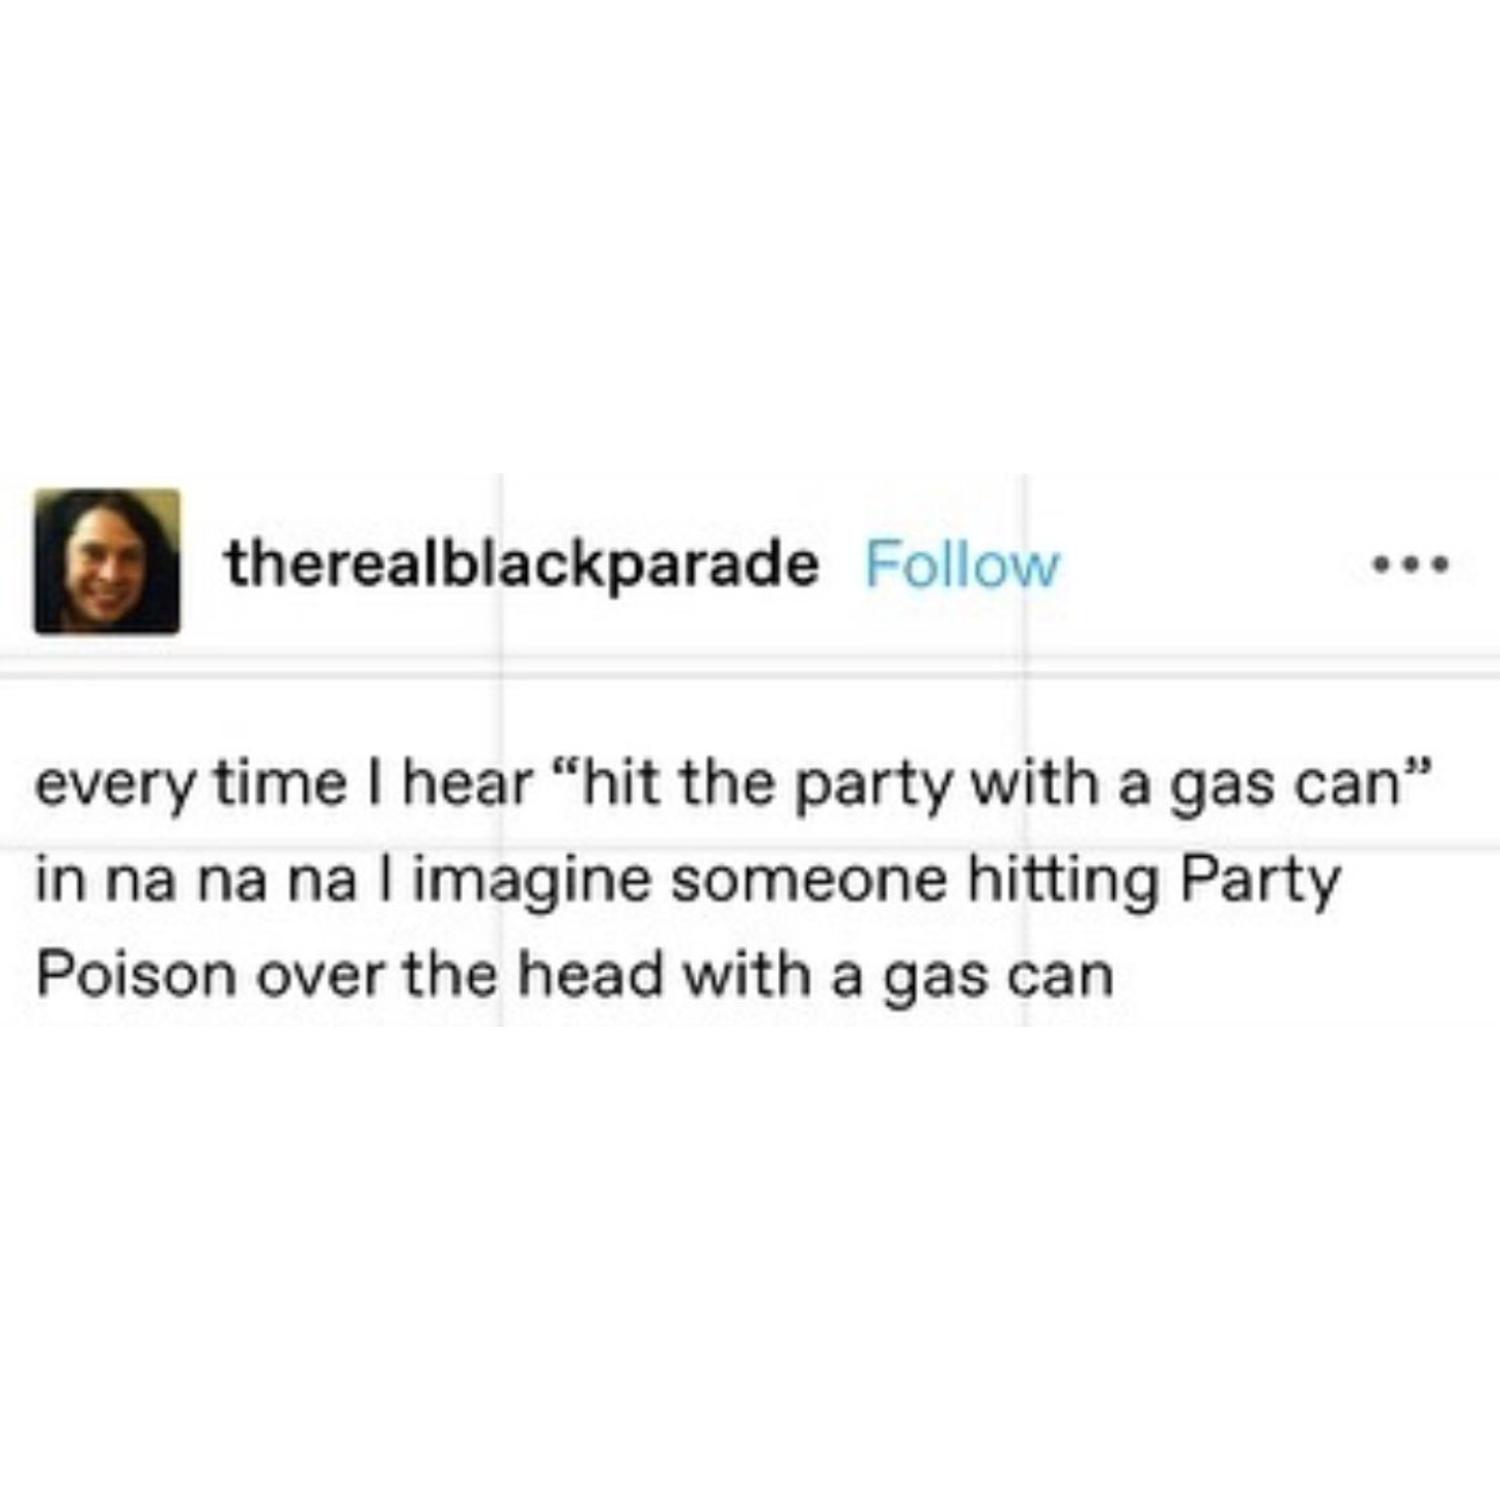 therealblackparade Follow
every time I hear “hit the party with a gas can”
in na na na I imagine someone hitting Party
Poison over the head with a gas can